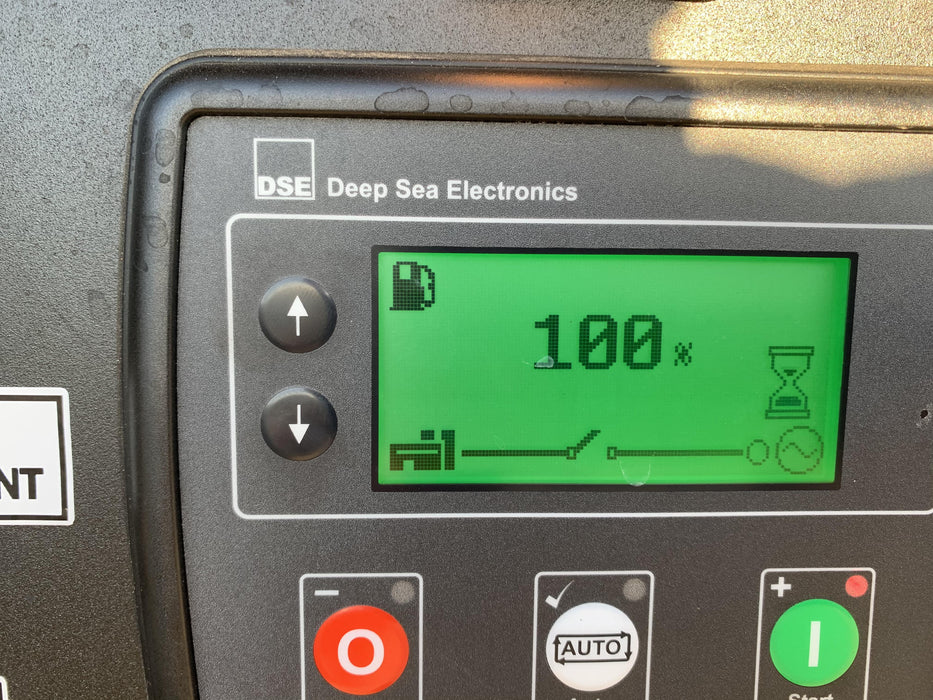 DSE Deep Sea Electronics
100%
NT
− ✓ +
O AUTO I
Start